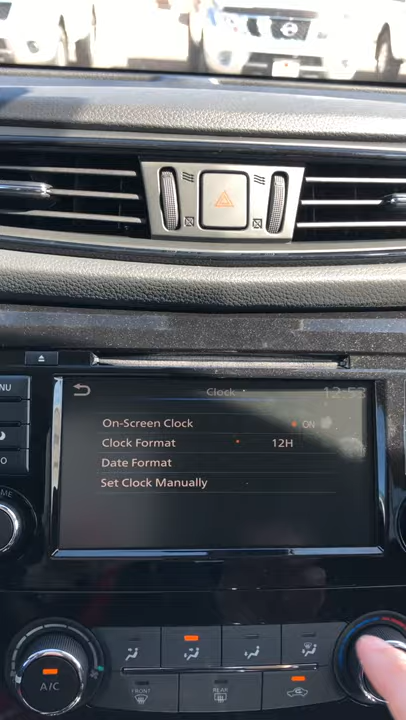 Clock
12:53
On-Screen Clock ON
Clock Format 12H
Date Format
Set Clock Manually
A/C
FRONT
REAR